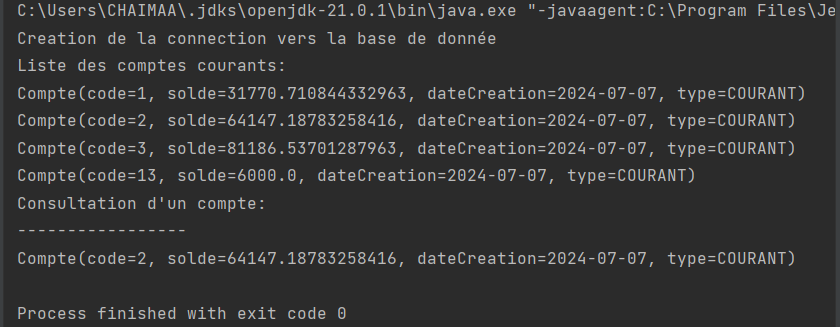 C:\Users\CHAIMAA\.jdks\openjdk-21.0.1\bin\java.exe "-javaagent:C:\Program Files\Je
Creation de la connection vers la base de donnée
Liste des comptes courants:
Compte(code=1, solde=31770.710844332963, dateCreation=2024-07-07, type=COURANT)
Compte(code=2, solde=64147.18783258416, dateCreation=2024-07-07, type=COURANT)
Compte(code=3, solde=81186.53701287963, dateCreation=2024-07-07, type=COURANT)
Compte(code=13, solde=6000.0, dateCreation=2024-07-07, type=COURANT)
Consultation d'un compte:
-----------------
Compte(code=2, solde=64147.18783258416, dateCreation=2024-07-07, type=COURANT)
Process finished with exit code 0